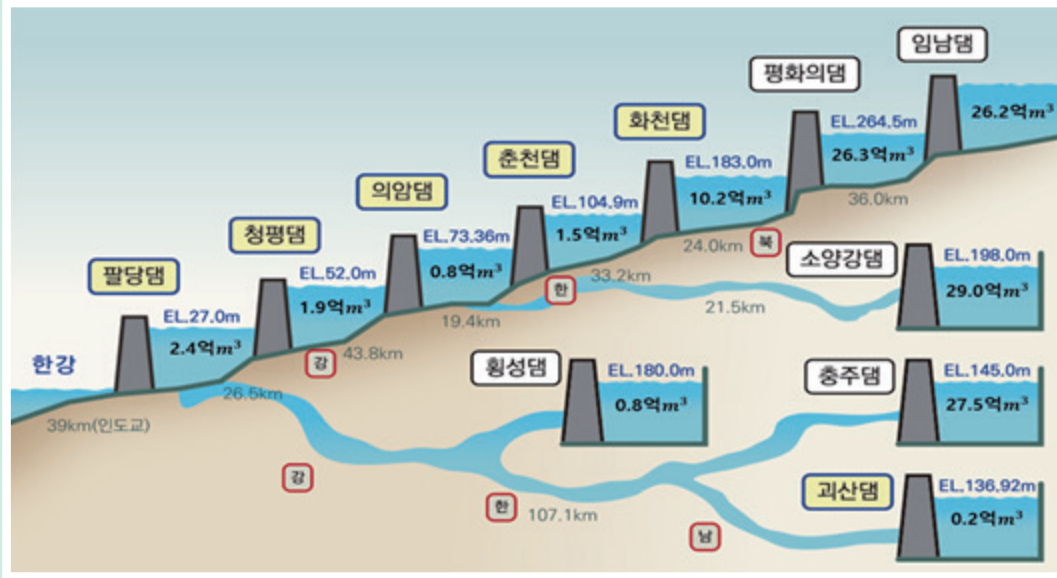 임남댐
26.2억m³
평화의댐
EL.264.5m
26.3억m³
36.0km
화천댐
EL.183.0m
10.2억m³
24.0km
북
춘천댐
EL.104.9m
1.5억m³
33.2km
한
의암댐
EL.73.36m
0.8억m³
19.4km
청평댐
EL.52.0m
1.9억m³
43.8km
강
팔당댐
EL.27.0m
2.4억m³
26.5km
한강
39km(인도교)
소양강댐
EL.198.0m
29.0억m³
21.5km
횡성댐
EL.180.0m
0.8억m³
충주댐
EL.145.0m
27.5억m³
괴산댐
EL.136.92m
0.2억m³
강
한
107.1km
남